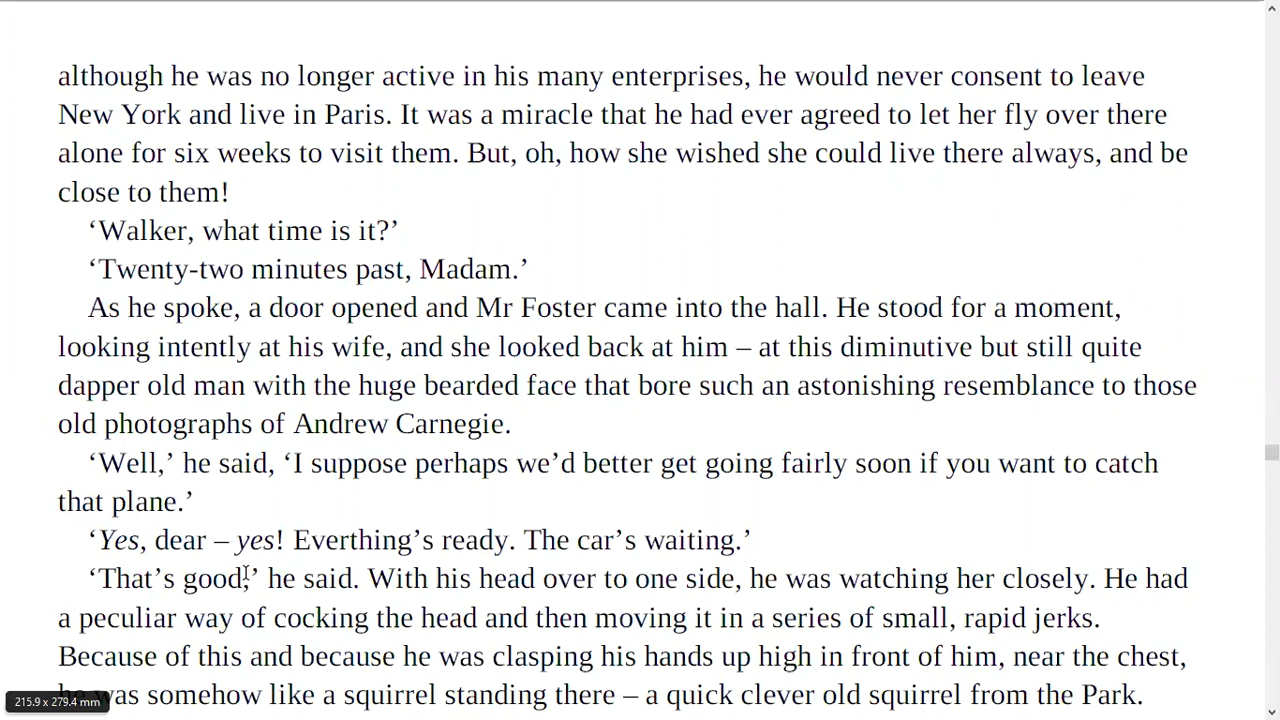 although he was no longer active in his many enterprises, he would never consent to leave
New York and live in Paris. It was a miracle that he had ever agreed to let her fly over there
alone for six weeks to visit them. But, oh, how she wished she could live there always, and be
close to them!
‘Walker, what time is it?’
‘Twenty-two minutes past, Madam.’
As he spoke, a door opened and Mr Foster came into the hall. He stood for a moment,
looking intently at his wife, and she looked back at him – at this diminutive but still quite
dapper old man with the huge bearded face that bore such an astonishing resemblance to those
old photographs of Andrew Carnegie.
‘Well,’ he said, ‘I suppose perhaps we’d better get going fairly soon if you want to catch
that plane.’
‘Yes, dear – yes! Everthing’s ready. The car’s waiting.’
‘That’s good,’ he said. With his head over to one side, he was watching her closely. He had
a peculiar way of cocking the head and then moving it in a series of small, rapid jerks.
Because of this and because he was clasping his hands up high in front of him, near the chest,
he was somehow like a squirrel standing there – a quick clever old squirrel from the Park.
215.9 x 279.4 mm